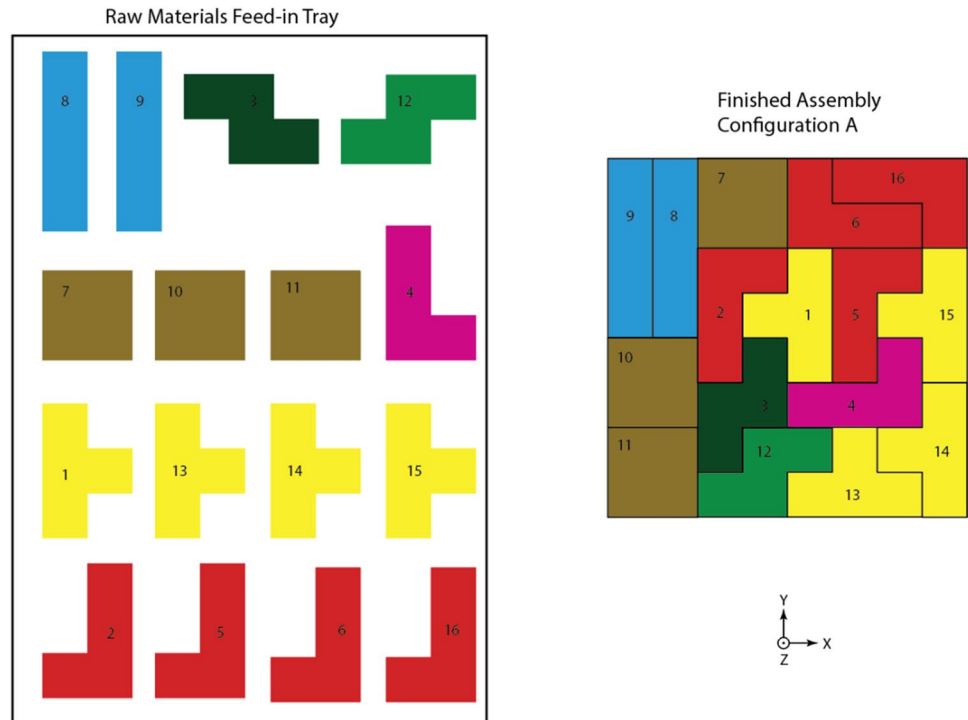 Raw Materials Feed-in Tray
8 9 3 12
7 10 11 4
1 13 14 15
2 5 6 16
Finished Assembly
Configuration A
7 16
9 8 6
2 1 5 15
10
3 4
11 12 14
13
Y
X
Z